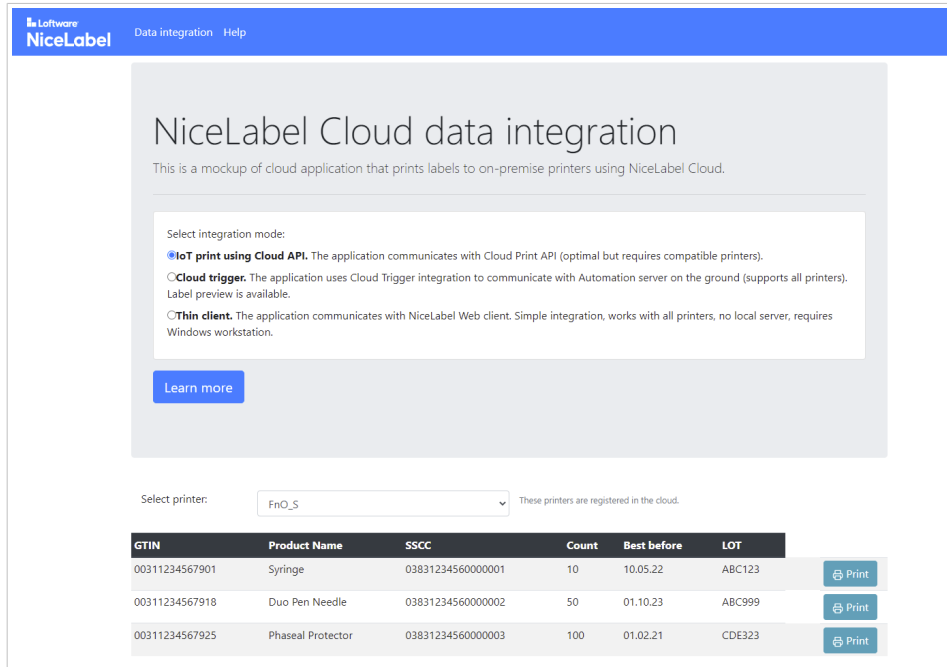 Loftware
NiceLabel
Data integration Help
NiceLabel Cloud data integration
This is a mockup of cloud application that prints labels to on-premise printers using NiceLabel Cloud.
Select integration mode:
IoT print using Cloud API. The application communicates with Cloud Print API (optimal but requires compatible printers).
Cloud trigger. The application uses Cloud Trigger integration to communicate with Automation server on the ground (supports all printers).
Label preview is available.
Thin client. The application communicates with NiceLabel Web client. Simple integration, works with all printers, no local server, requires
Windows workstation.
Learn more
Select printer: FnO_S These printers are registered in the cloud.
GTIN Product Name SSCC Count Best before LOT
00311234567901 Syringe 03831234560000001 10 10.05.22 ABC123 Print
00311234567918 Duo Pen Needle 03831234560000002 50 01.10.23 ABC999 Print
00311234567925 Phaseal Protector 03831234560000003 100 01.02.21 CDE323 Print